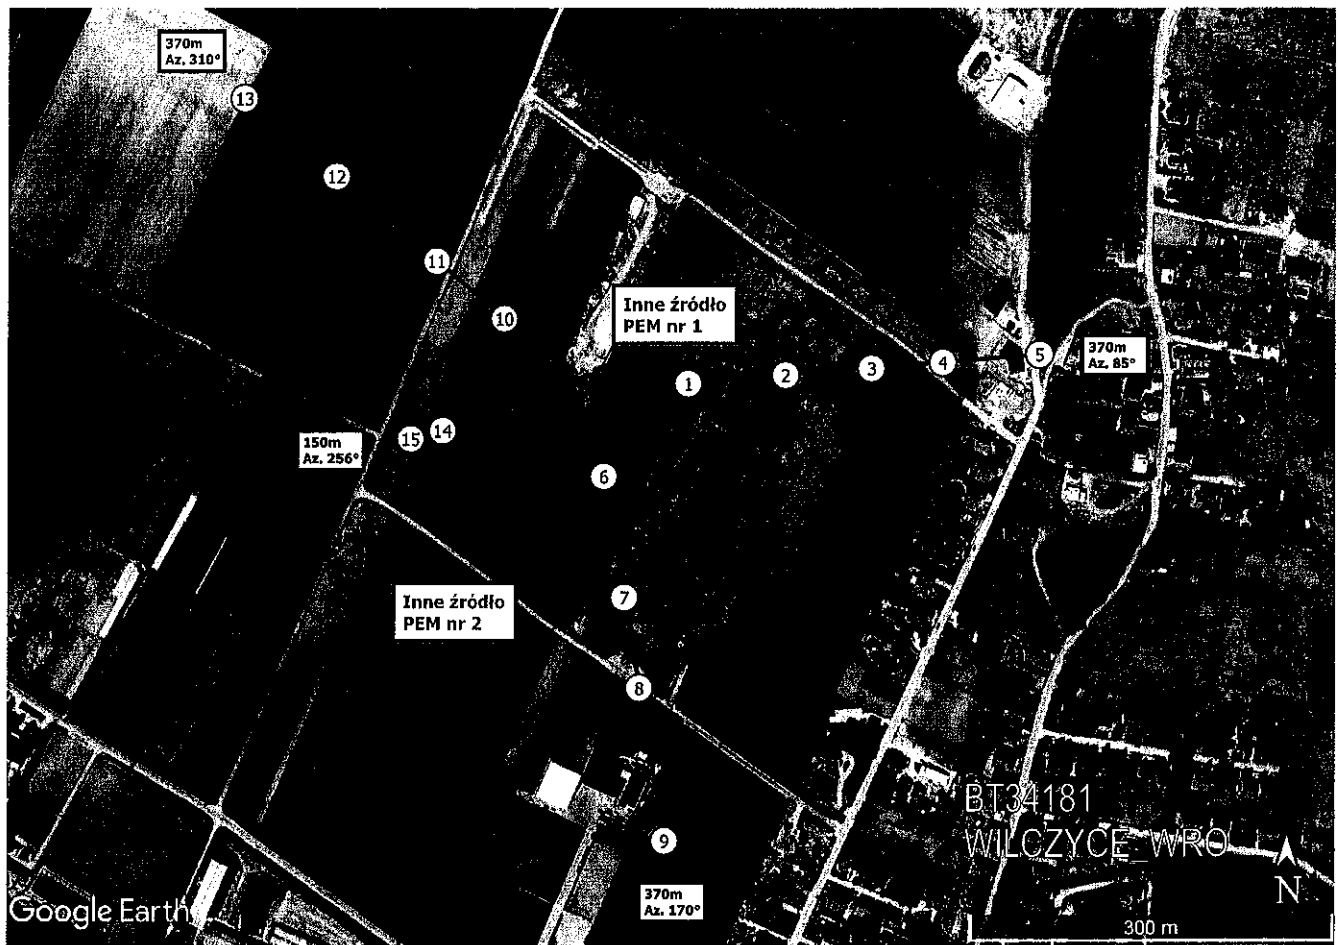 370m
Az. 310°
13
12
11
10
Inne źródło
PEM nr 1
1
2
3
4
5
370m
Az. 85°
15
14
150m
Az. 256°
6
7
Inne źródło
PEM nr 2
8
9
370m
Az. 170°
BT34181
WILCZYCE_WRO
N
300 m
Google Earth